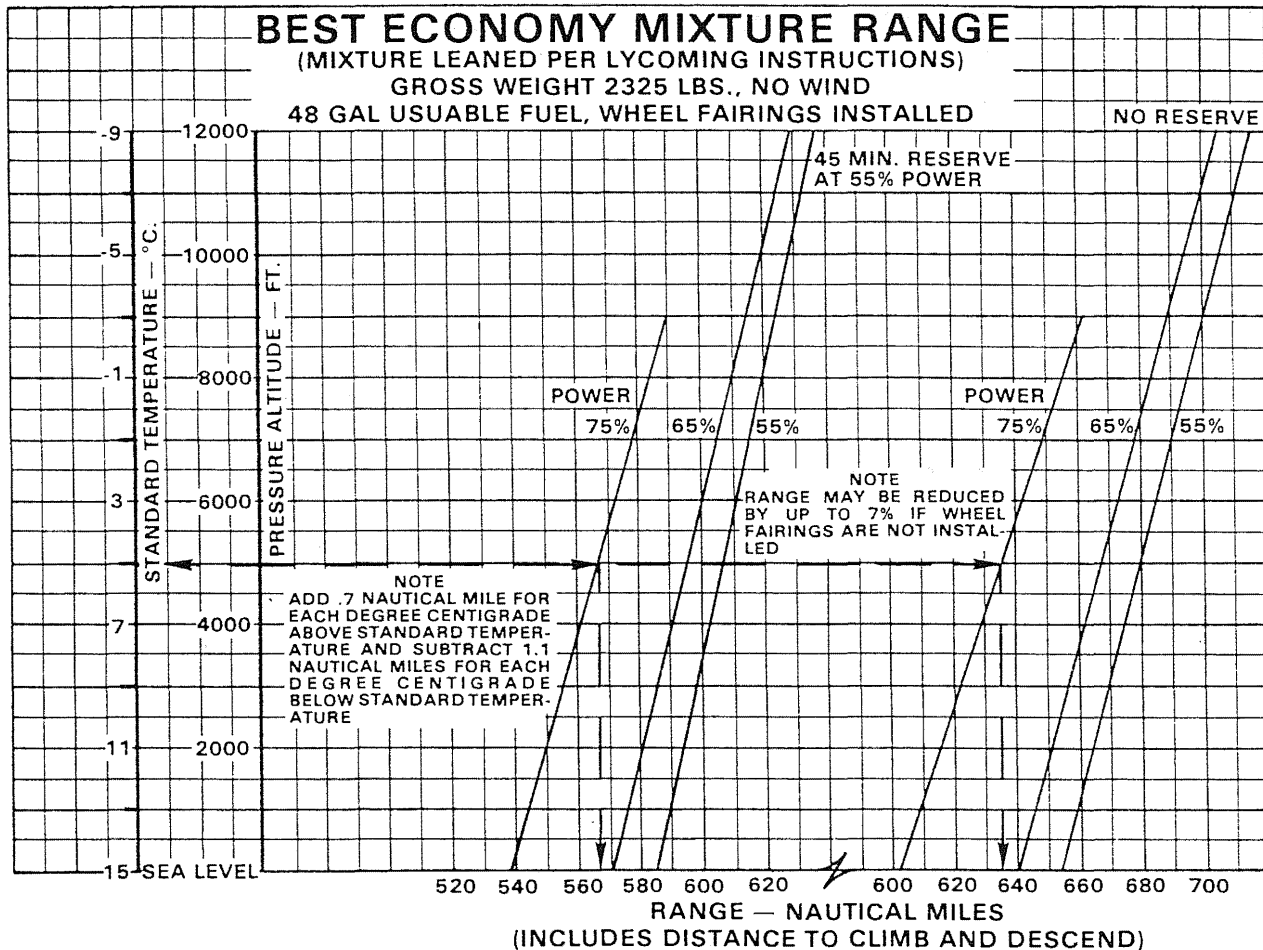 BEST ECONOMY MIXTURE RANGE
(MIXTURE LEANED PER LYCOMING INSTRUCTIONS)
GROSS WEIGHT 2325 LBS., NO WIND
48 GAL USUABLE FUEL, WHEEL FAIRINGS INSTALLED
NO RESERVE
45 MIN. RESERVE
AT 55% POWER
STANDARD TEMPERATURE — °C.
-9
-5
-1
3
7
11
15
PRESSURE ALTITUDE — FT.
12000
10000
8000
6000
4000
2000
SEA LEVEL
POWER
75% 65% 55%
POWER
75% 65% 55%
NOTE
RANGE MAY BE REDUCED
BY UP TO 7% IF WHEEL
FAIRINGS ARE NOT INSTAL-
LED
NOTE
ADD .7 NAUTICAL MILE FOR
EACH DEGREE CENTIGRADE
ABOVE STANDARD TEMPER-
ATURE AND SUBTRACT 1.1
NAUTICAL MILES FOR EACH
DEGREE CENTIGRADE
BELOW STANDARD TEMPER-
ATURE
520 540 560 580 600 620 600 620 640 660 680 700
RANGE — NAUTICAL MILES
(INCLUDES DISTANCE TO CLIMB AND DESCEND)